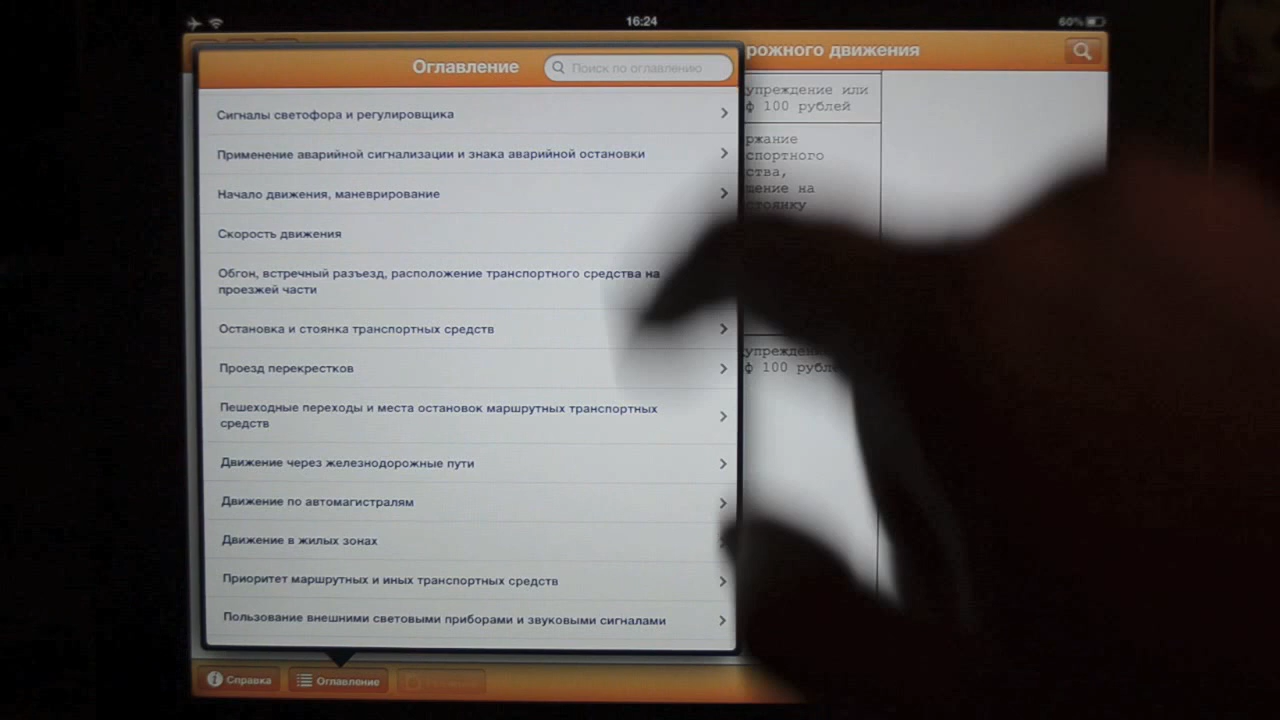 16:24
60%
Оглавление
Поиск по оглавлению
рожного движения
Сигналы светофора и регулировщика
Применение аварийной сигнализации и знака аварийной остановки
Начало движения, маневрирование
Скорость движения
Обгон, встречный разъезд, расположение транспортного средства на
проезжей части
Остановка и стоянка транспортных средств
Проезд перекрестков
Пешеходные переходы и места остановок маршрутных транспортных
средств
Движение через железнодорожные пути
Движение по автомагистралям
Движение в жилых зонах
Приоритет маршрутных и иных транспортных средств
Пользование внешними световыми приборами и звуковыми сигналами
упреждение или
ф 100 рублей
ржание
спортного
ства,
щение на
стоянку
упреждени
ф 100 рубле
Справка
Оглавление